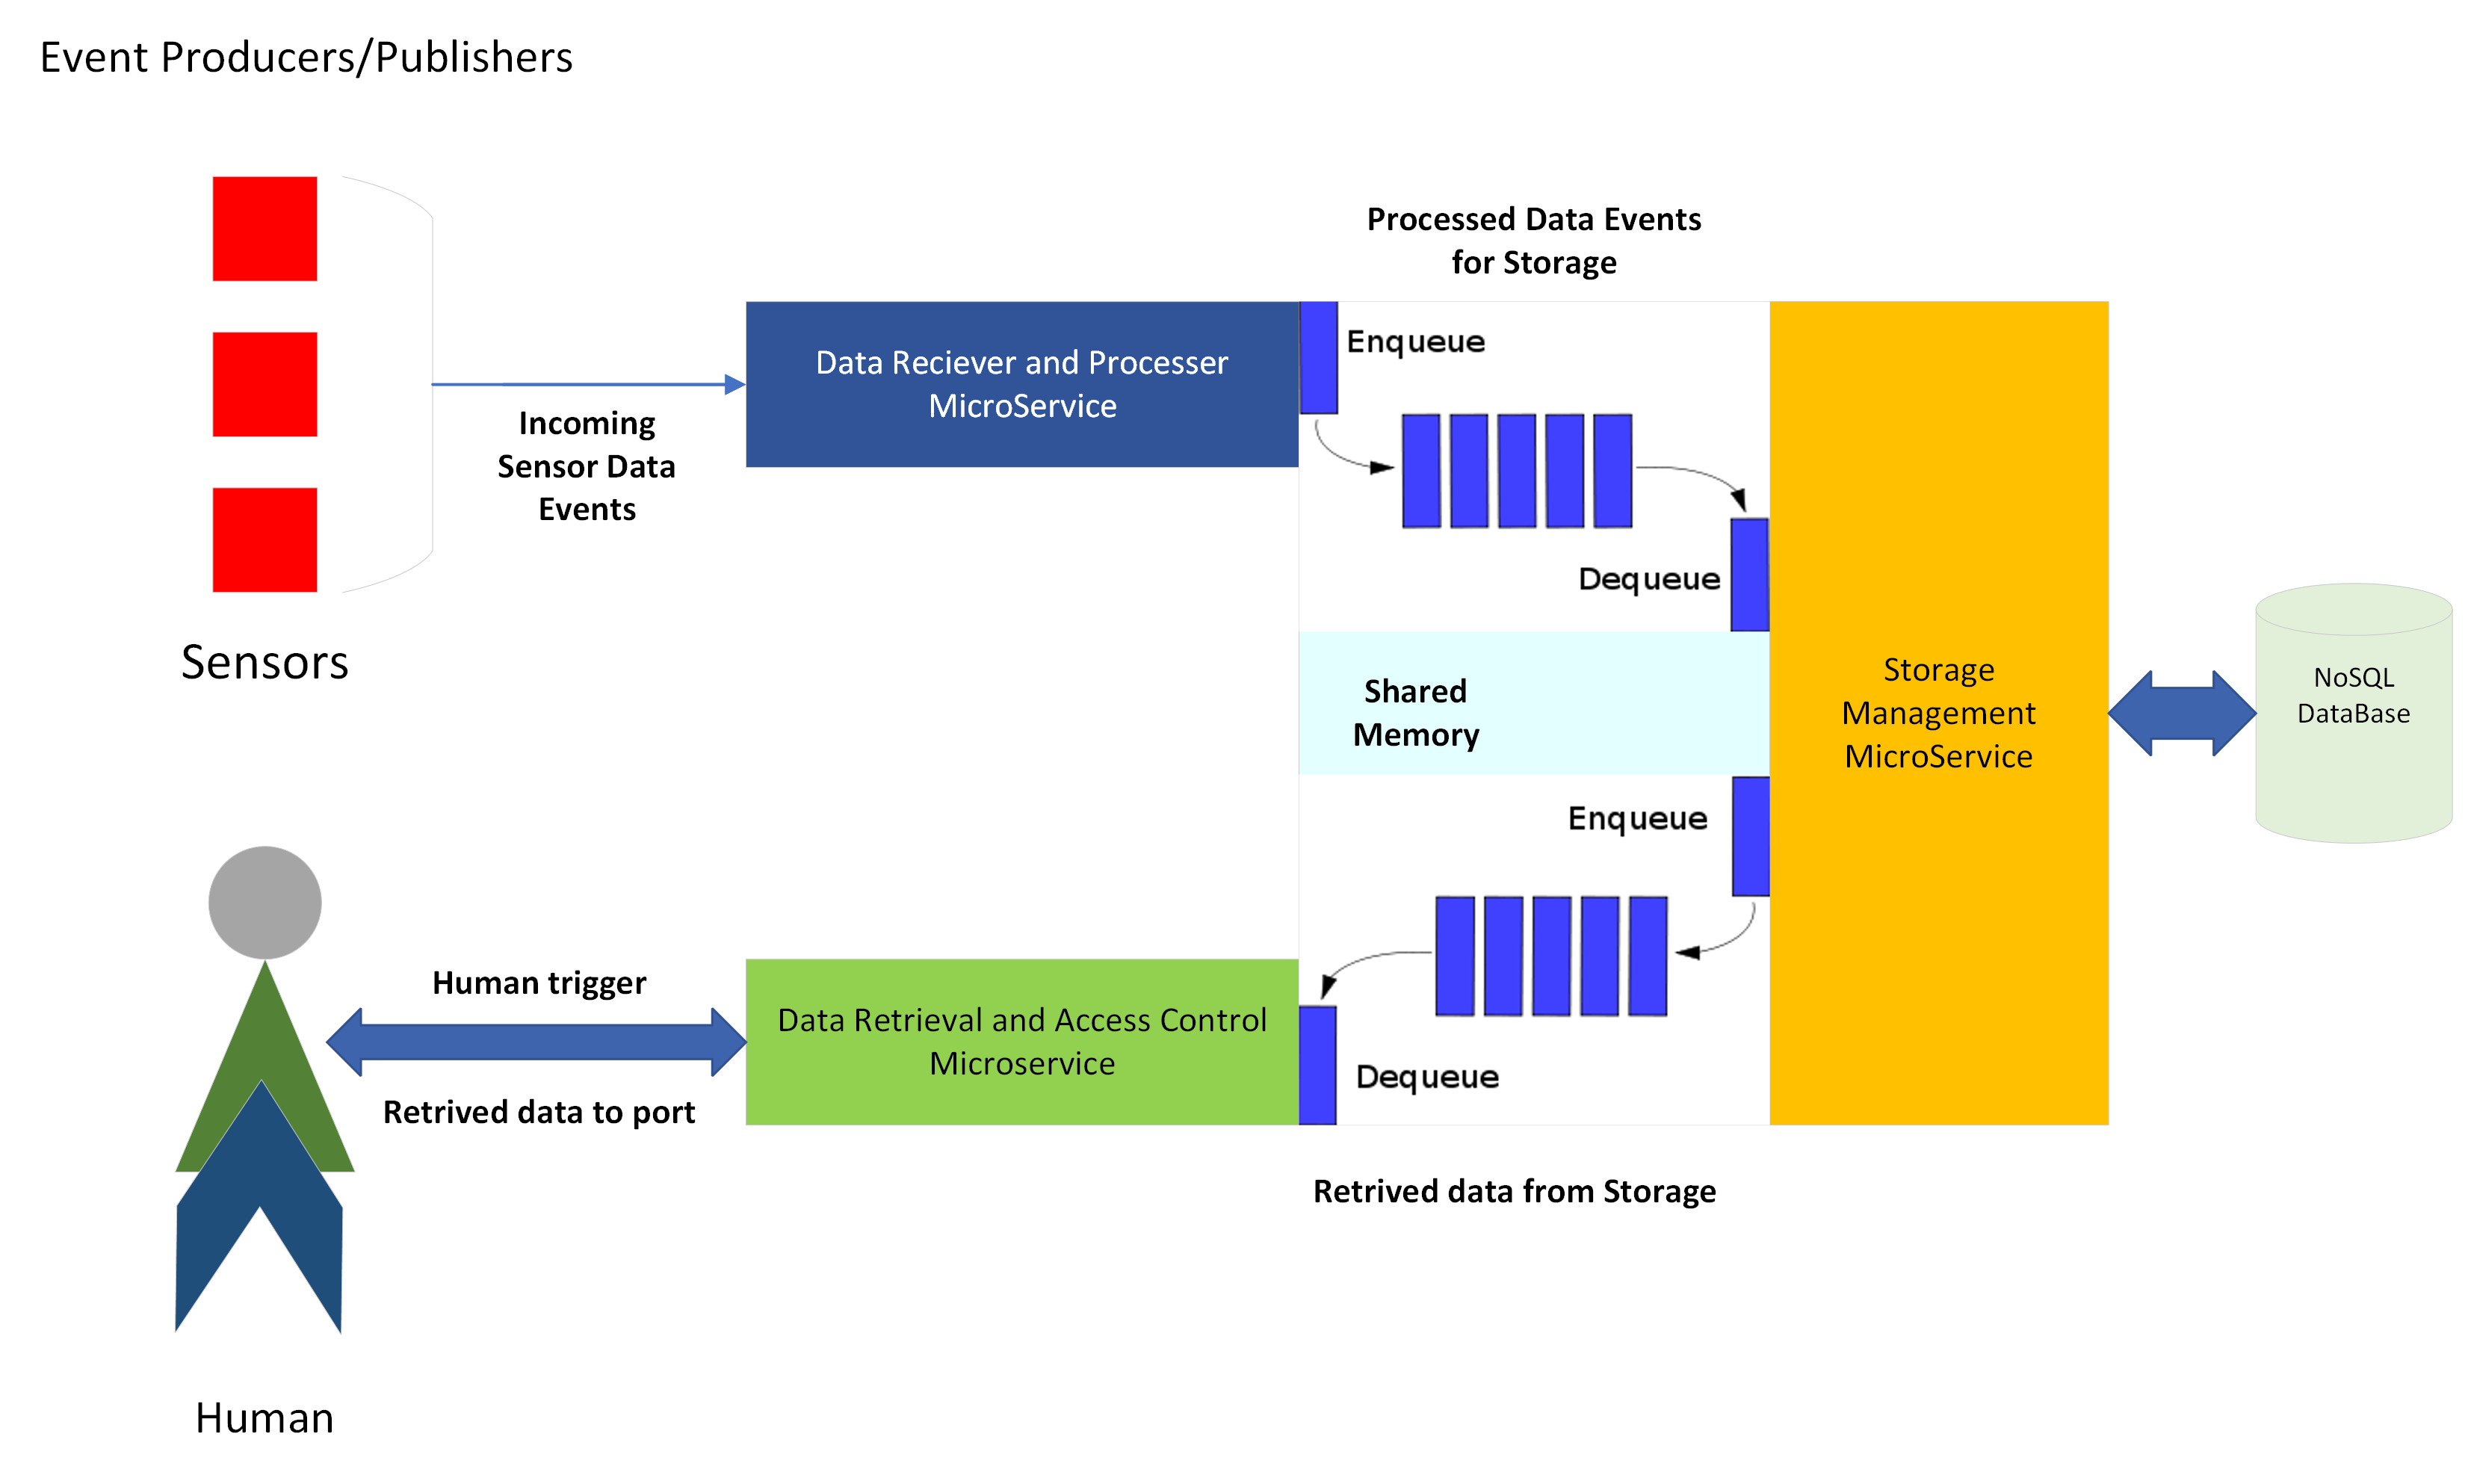 Event Producers/Publishers
Processed Data Events
for Storage
Enqueue
Data Reciever and Processer
MicroService
Incoming
Sensor Data
Events
Dequeue
Sensors
Shared
Memory
Storage
Management
MicroService
NoSQL
DataBase
Enqueue
Human trigger
Data Retrieval and Access Control
Microservice
Dequeue
Retrived data to port
Retrived data from Storage
Human